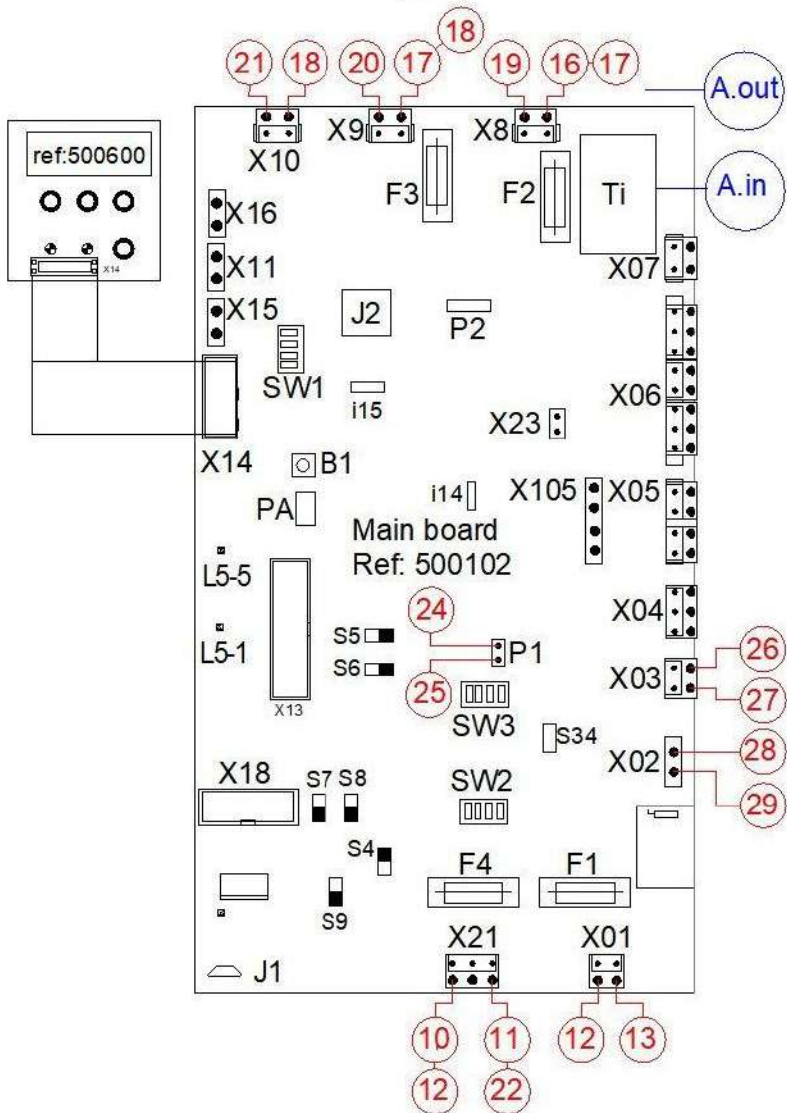 18
21 18 20 17 19 16 17 A.out
X10 X9 X8
ref:500600
F3 F2 Ti A.in
X16
X14
X11
X07
X15
J2
P2
SW1
i15
X06
X23
X14
B1
i14 X105 X05
PA
Main board
Ref: 500102
L5-5
24
X04
S5
L5-1
P1
26
S6
25
X03
27
X13
SW3
S34
28
X18
X02
S7 S8
SW2
29
S4
F4 F1
S9
X21 X01
J1
10 11 12 13
12 22